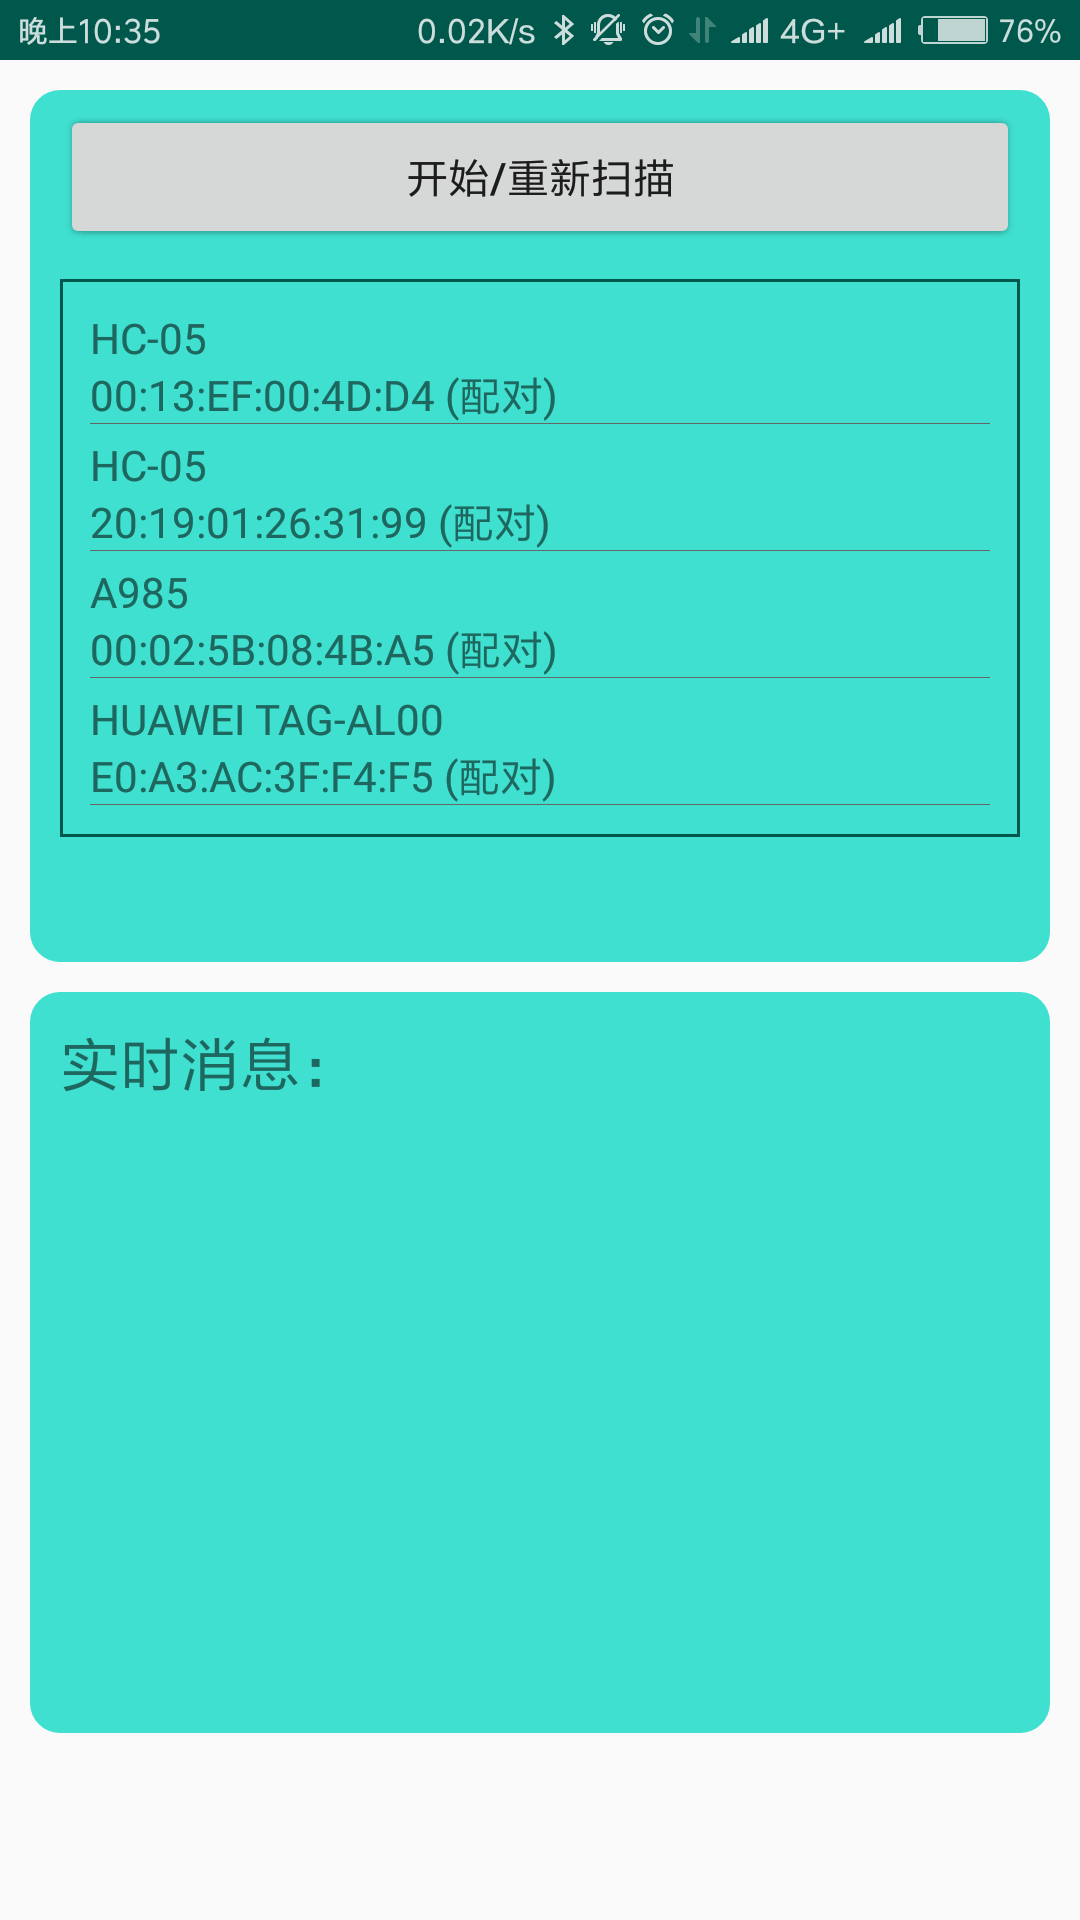 晚上10:35 0.02K/s 4G+ 76%
开始/重新扫描
HC-05
00:13:EF:00:4D:D4 (配对)
HC-05
20:19:01:26:31:99 (配对)
A985
00:02:5B:08:4B:A5 (配对)
HUAWEI TAG-AL00
E0:A3:AC:3F:F4:F5 (配对)
实时消息：